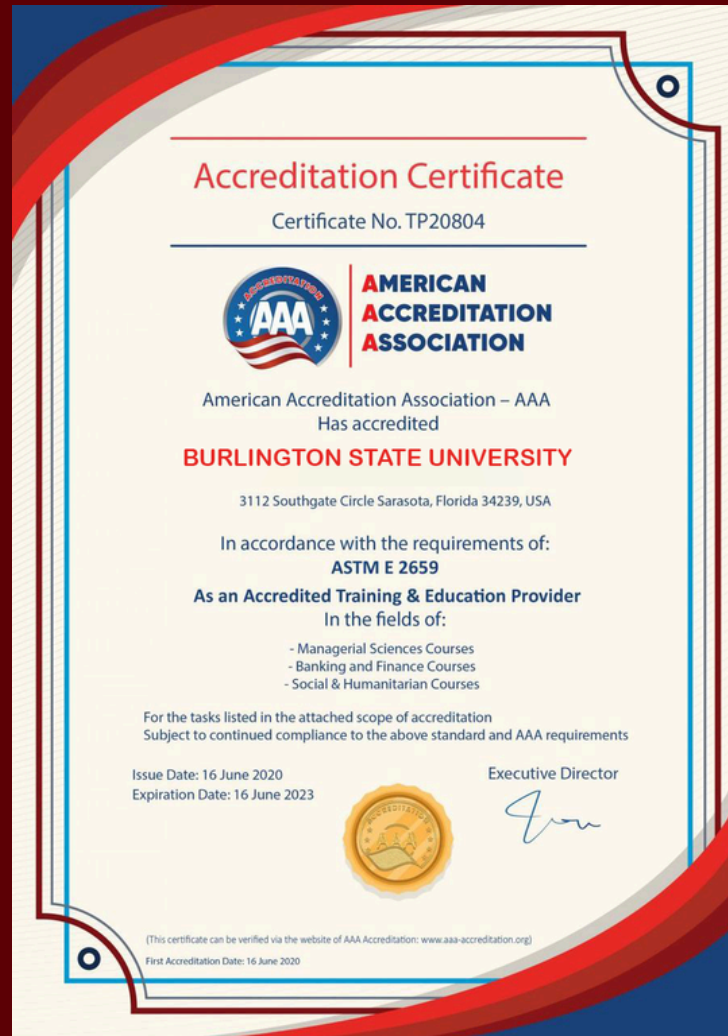 Accreditation Certificate
Certificate No. TP20804
ACCREDITATION
AAA
AMERICAN
ACCREDITATION
ASSOCIATION
American Accreditation Association – AAA
Has accredited
BURLINGTON STATE UNIVERSITY
3112 Southgate Circle Sarasota, Florida 34239, USA
In accordance with the requirements of:
ASTM E 2659
As an Accredited Training & Education Provider
In the fields of:
- Managerial Sciences Courses
- Banking and Finance Courses
- Social & Humanitarian Courses
For the tasks listed in the attached scope of accreditation
Subject to continued compliance to the above standard and AAA requirements
Issue Date: 16 June 2020
Expiration Date: 16 June 2023
Executive Director
ACCREDITATION
AAA
(This certificate can be verified via the website of AAA Accreditation: www.aaa-accreditation.org)
First Accreditation Date: 16 June 2020